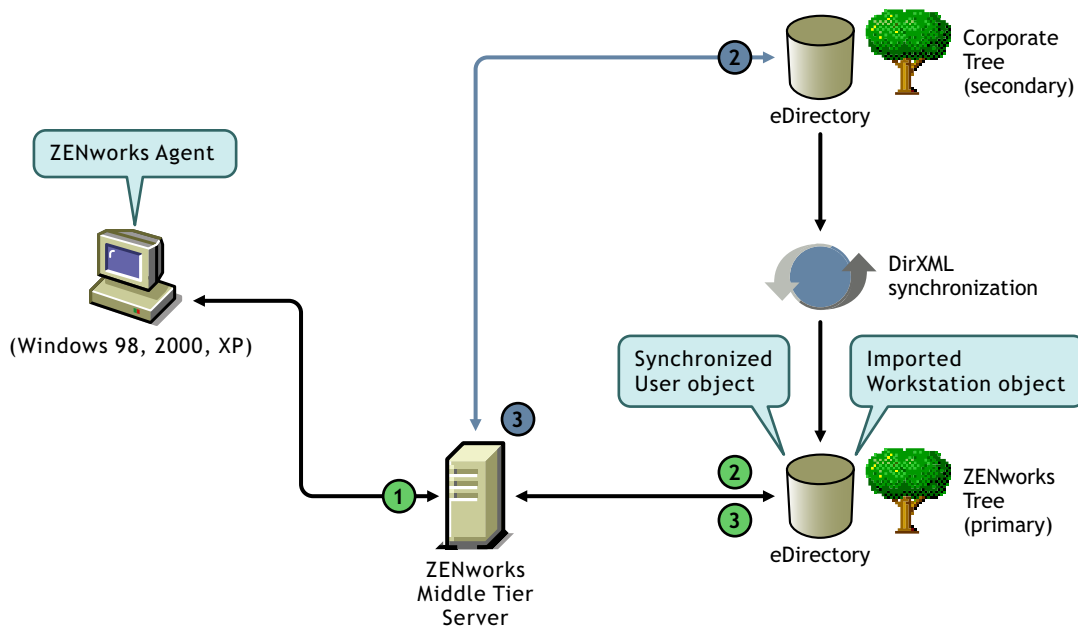 2
Corporate
Tree
(secondary)
eDirectory
ZENworks Agent
DirXML
synchronization
(Windows 98, 2000, XP)
Synchronized
User object
Imported
Workstation object
3
1
2
3
ZENworks
Tree
(primary)
eDirectory
ZENworks
Middle Tier
Server